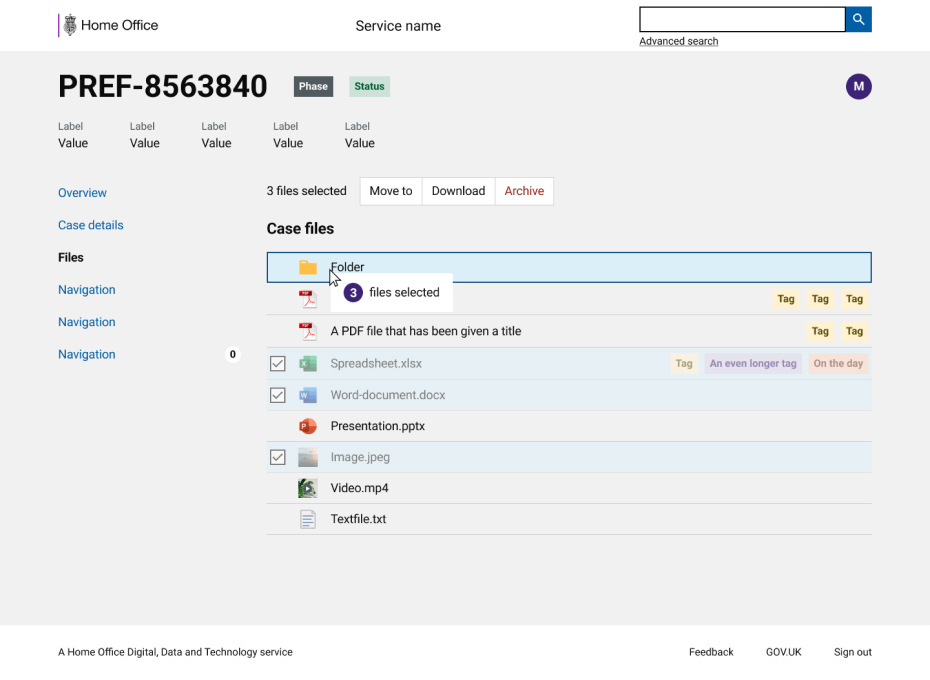 Home Office
Service name
Advanced search
PREF-8563840 Phase Status M
Label Label Label Label Label
Value Value Value Value Value
Overview
Case details
Files
Navigation
Navigation
Navigation 0
3 files selected Move to Download Archive
Case files
Folder
3 files selected
PDF Tag Tag Tag
PDF A PDF file that has been given a title Tag Tag
X Spreadsheet.xlsx Tag An even longer tag On the day
W Word-document.docx
P Presentation.pptx
Image.jpeg
Video.mp4
Textfile.txt
A Home Office Digital, Data and Technology service Feedback GOV.UK Sign out